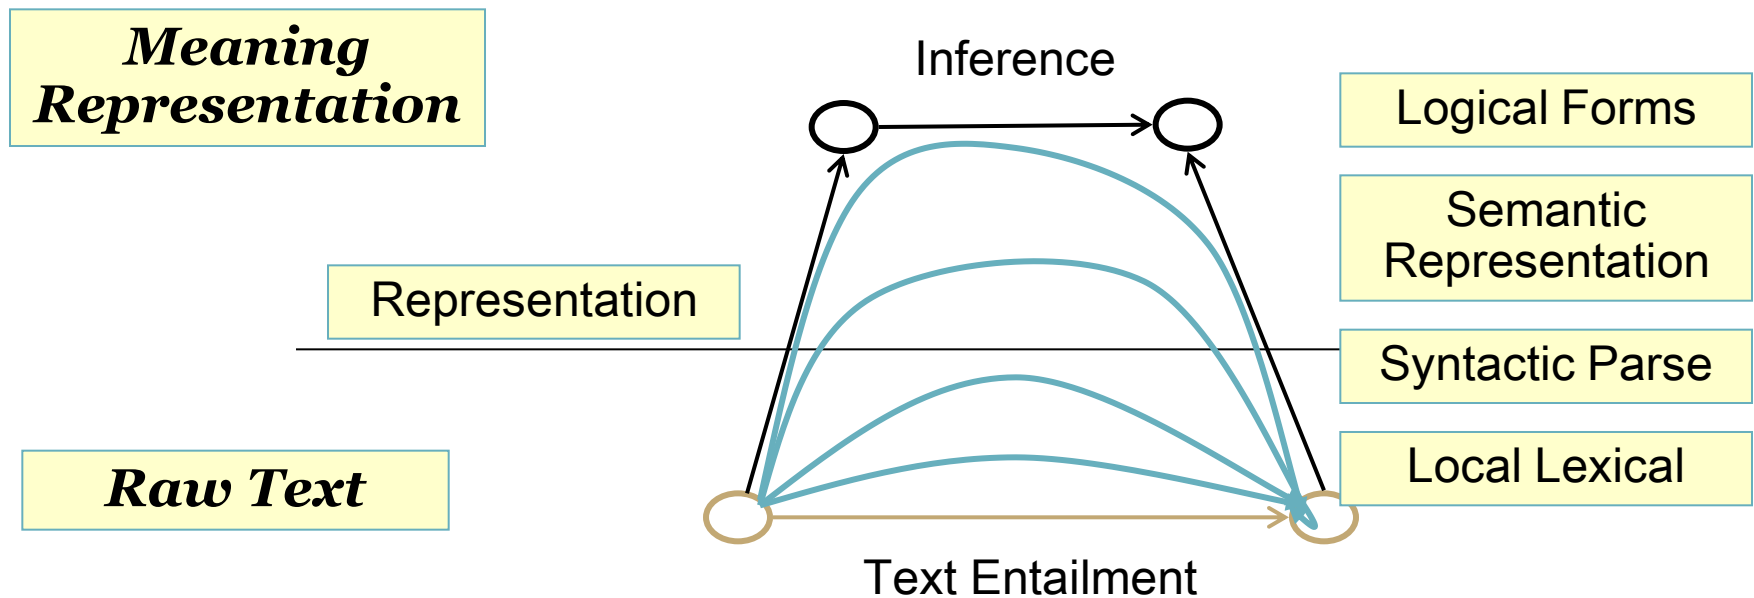 Meaning
Representation
Inference
Logical Forms
Semantic
Representation
Representation
Syntactic Parse
Local Lexical
Raw Text
Text Entailment